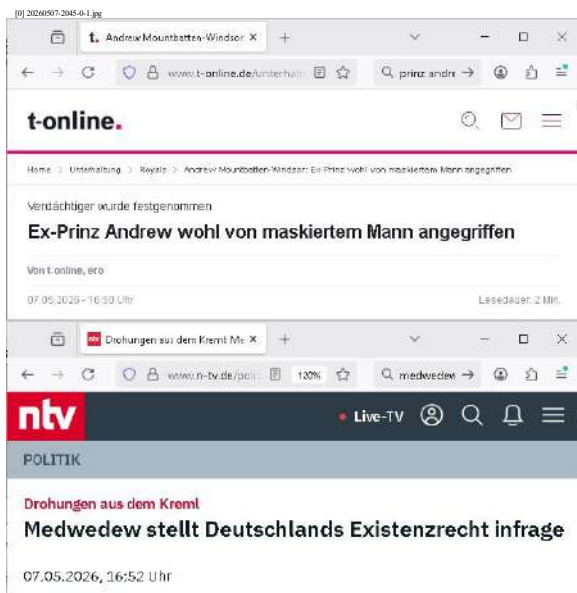 [0] 20260507-2045-0-1.jpg
t. Andrew Mountbatten-Windsor
www.t-online.de/unterhalt prinz andre
t-online.
Home > Unterhaltung > Royals > Andrew Mountbatten-Windsor: Ex-Prinz wohl von maskiertem Mann angegriffen
Verdächtiger wurde festgenommen
Ex-Prinz Andrew wohl von maskiertem Mann angegriffen
Von t-online, ero
07.05.2026 - 16:50 Uhr Lesedauer: 2 Min.
ntv Drohungen aus dem Kreml: Me
www.n-tv.de/polit 120% medwedew
ntv Live-TV
POLITIK
Drohungen aus dem Kreml
Medwedew stellt Deutschlands Existenzrecht infrage
07.05.2026, 16:52 Uhr